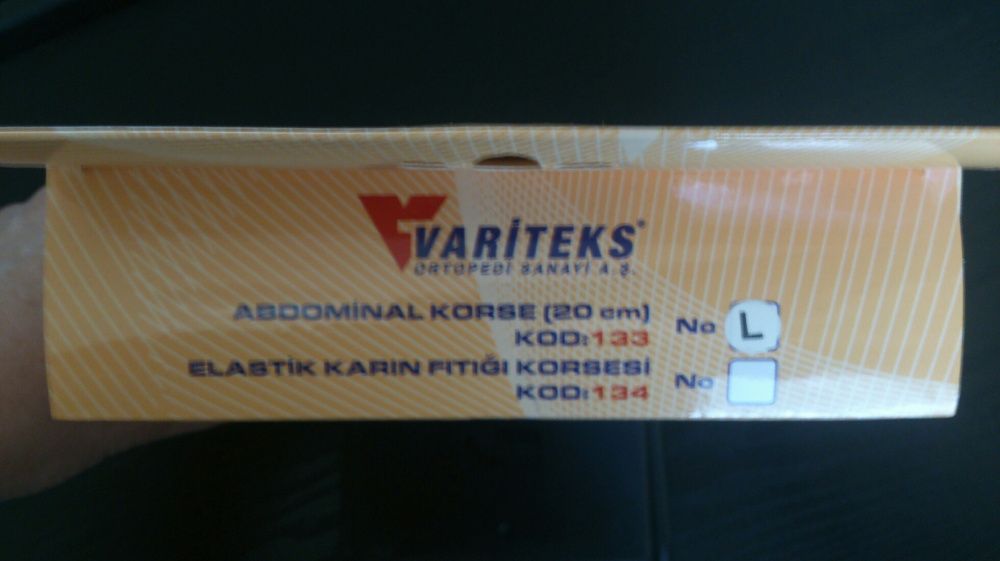 VARİTEKS®
ORTOPEDİ SANAYİ A.Ş.
ABDOMİNAL KORSE (20 cm)
KOD:133
No L
ELASTİK KARIN FITIĞI KORSESİ
KOD:134
No